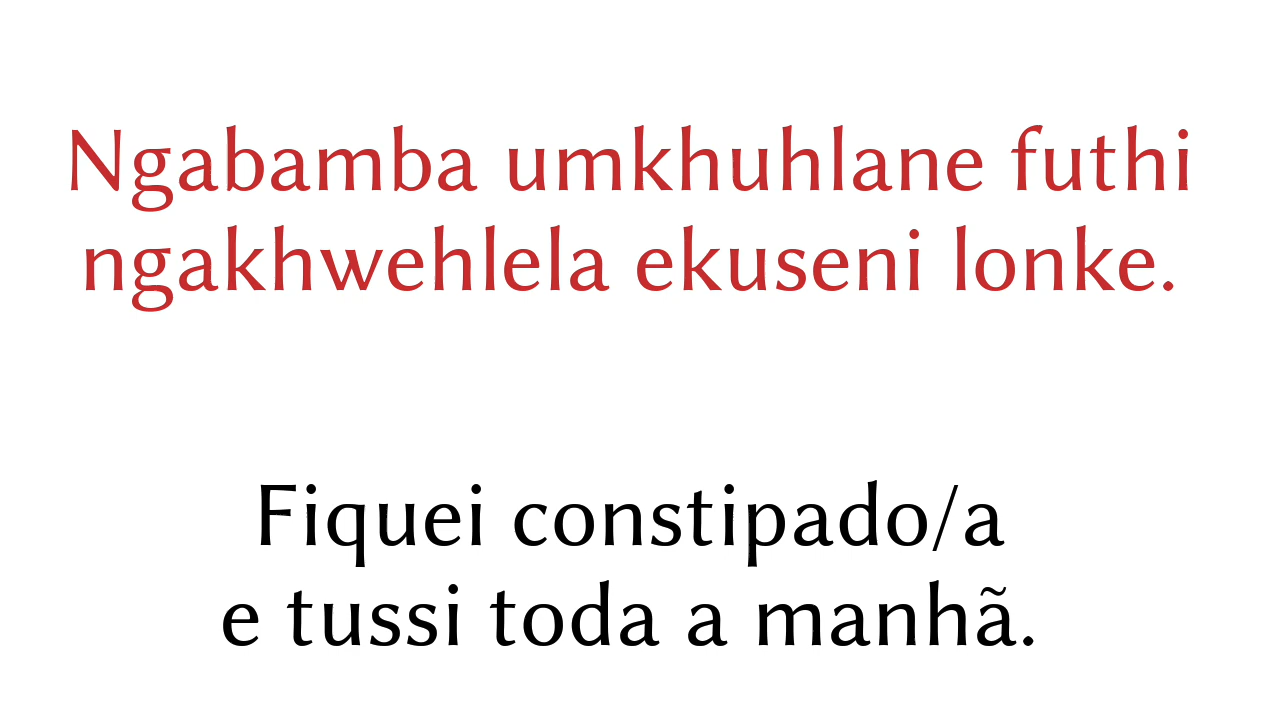 Ngabamba umkhuhlane futhi
ngakhwehlela ekuseni lonke.
Fiquei constipado/a
e tussi toda a manhã.